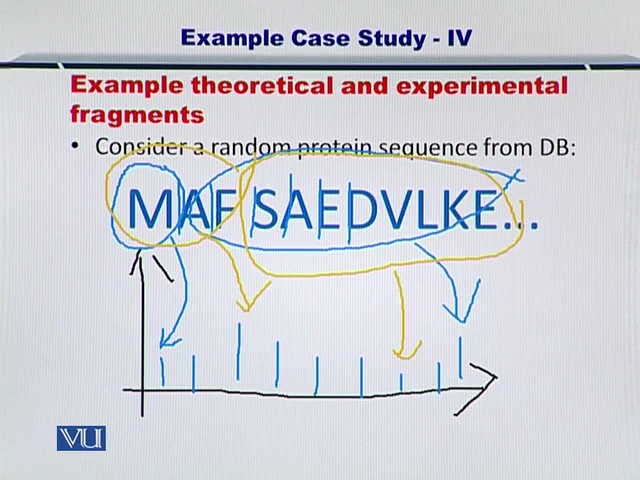 Example Case Study - IV
Example theoretical and experimental
fragments
• Consider a random protein sequence from DB:
MAFSAEDVLKE...
VU